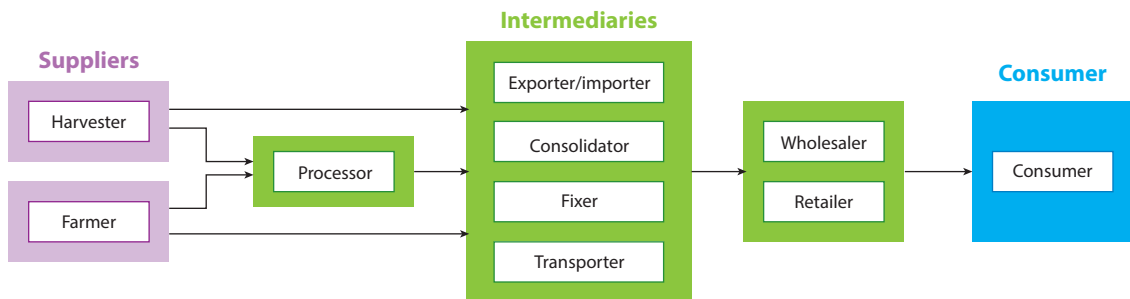 Suppliers
Harvester
Farmer
Processor
Intermediaries
Exporter/importer
Consolidator
Fixer
Transporter
Wholesaler
Retailer
Consumer
Consumer